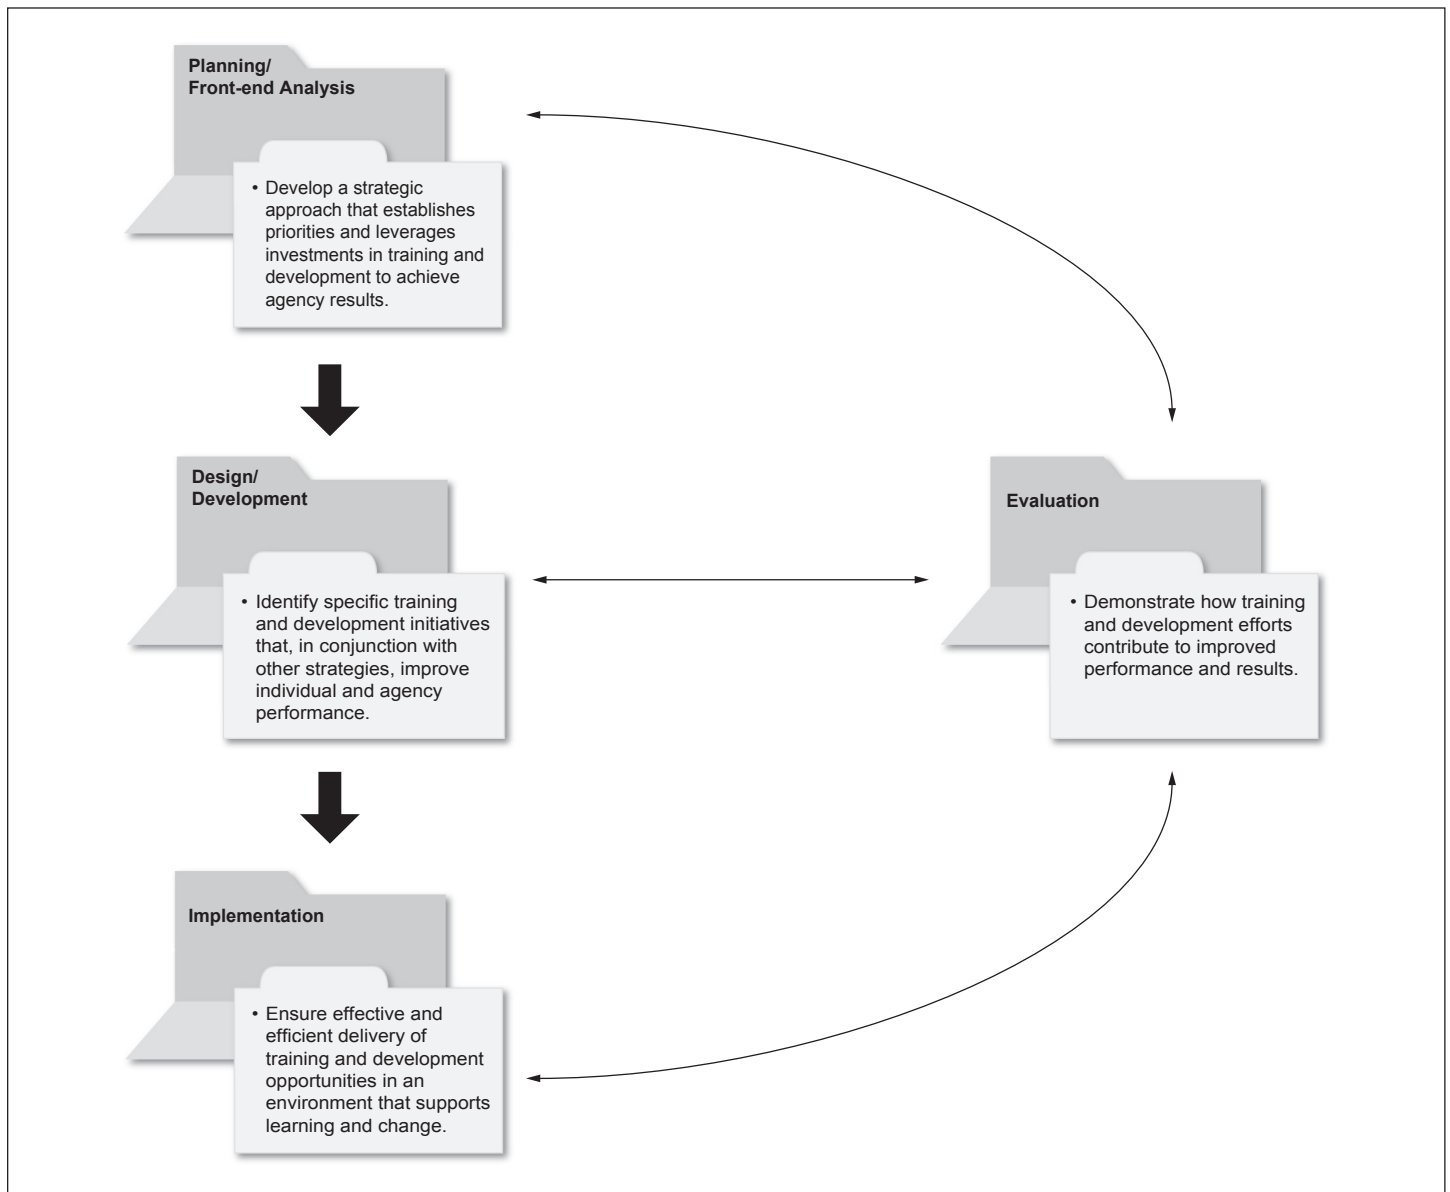 Planning/
Front-end Analysis
• Develop a strategic
approach that establishes
priorities and leverages
investments in training and
development to achieve
agency results.
Design/
Development
• Identify specific training
and development initiatives
that, in conjunction with
other strategies, improve
individual and agency
performance.
Evaluation
• Demonstrate how training
and development efforts
contribute to improved
performance and results.
Implementation
• Ensure effective and
efficient delivery of
training and development
opportunities in an
environment that supports
learning and change.